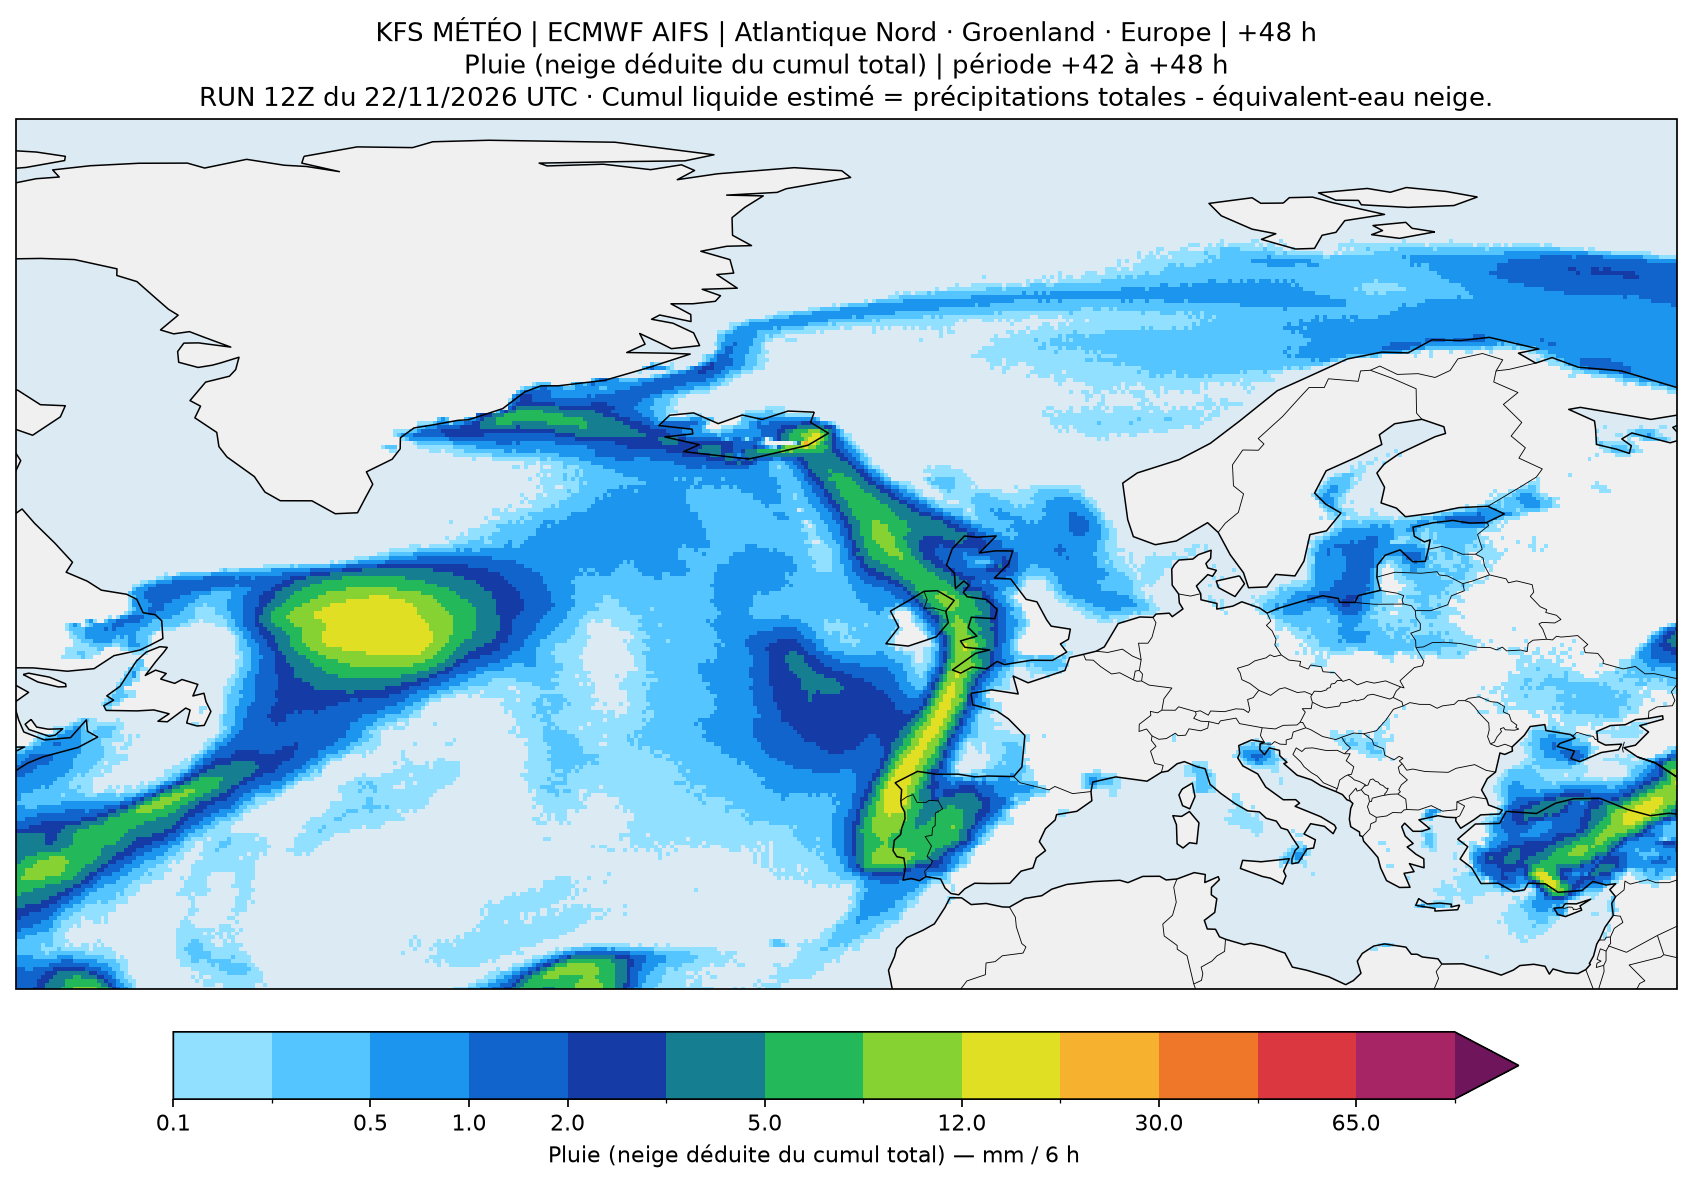 KFS MÉTÉO | ECMWF AIFS | Atlantique Nord · Groenland · Europe | +48 h
Pluie (neige déduite du cumul total) | période +42 à +48 h
RUN 12Z du 22/11/2026 UTC · Cumul liquide estimé = précipitations totales - équivalent-eau neige.
0.1 0.5 1.0 2.0 5.0 12.0 30.0 65.0
Pluie (neige déduite du cumul total) — mm / 6 h